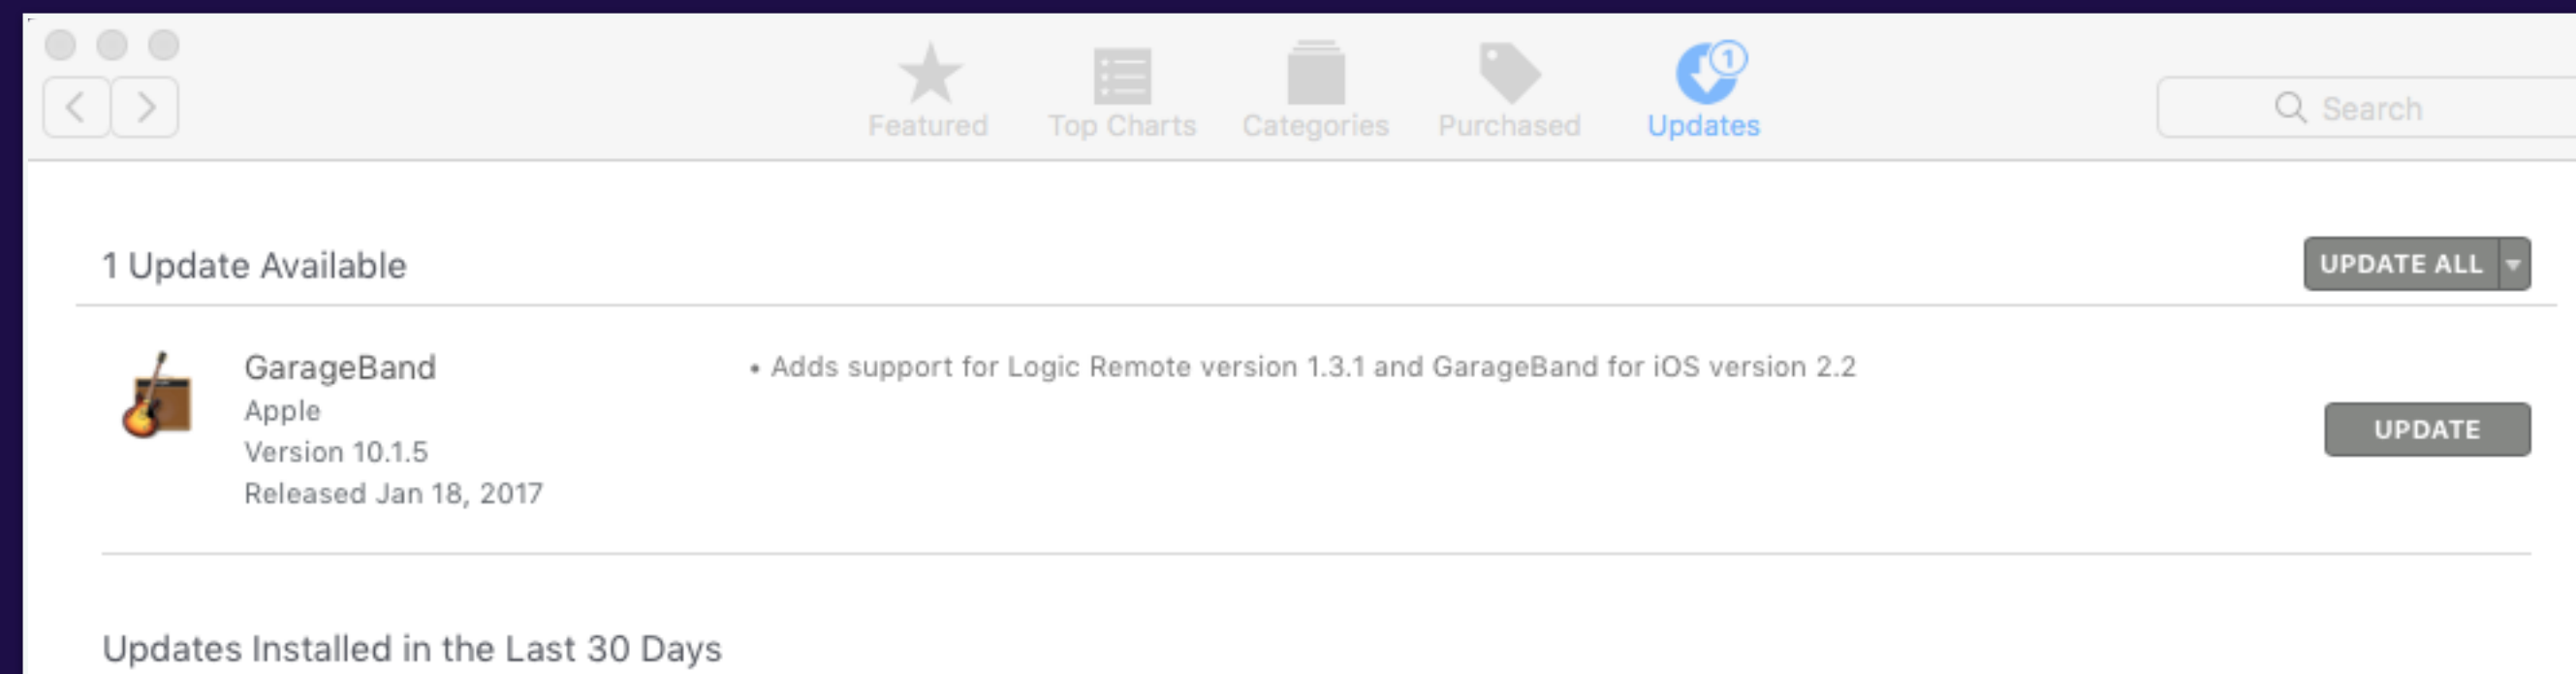 Featured Top Charts Categories Purchased 1 Updates
Search
1 Update Available
UPDATE ALL
GarageBand
Apple
Version 10.1.5
Released Jan 18, 2017
• Adds support for Logic Remote version 1.3.1 and GarageBand for iOS version 2.2
UPDATE
Updates Installed in the Last 30 Days